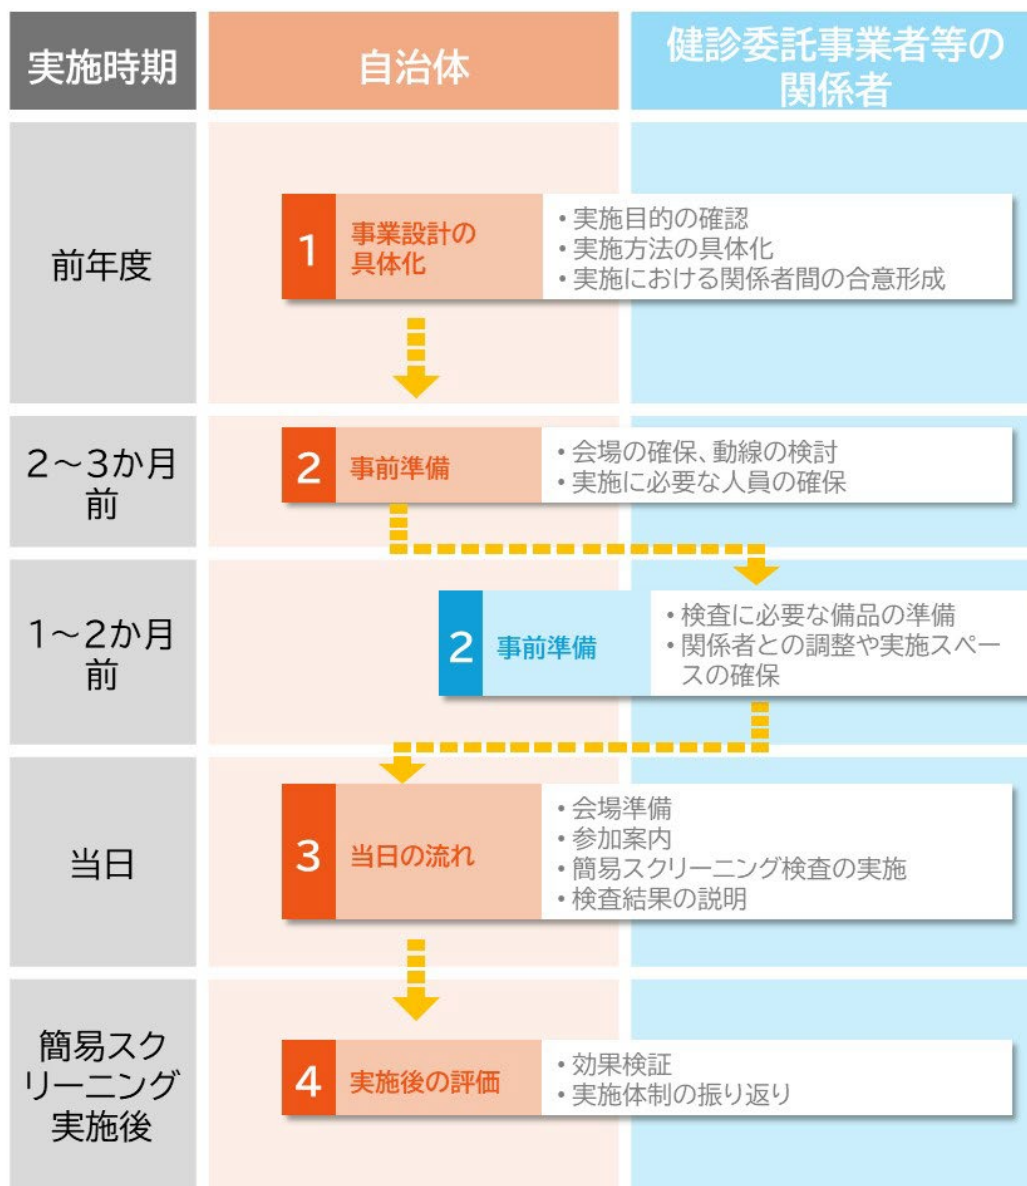 実施時期
自治体
健診委託事業者等の
関係者
前年度
1
事業設計の
具体化
・実施目的の確認
・実施方法の具体化
・実施における関係者間の合意形成
2～3か月
前
2
事前準備
・会場の確保、動線の検討
・実施に必要な人員の確保
1～2か月
前
2
事前準備
・検査に必要な備品の準備
・関係者との調整や実施スペー
スの確保
当日
3
当日の流れ
・会場準備
・参加案内
・簡易スクリーニング検査の実施
・検査結果の説明
簡易スク
リーニング
実施後
4
実施後の評価
・効果検証
・実施体制の振り返り